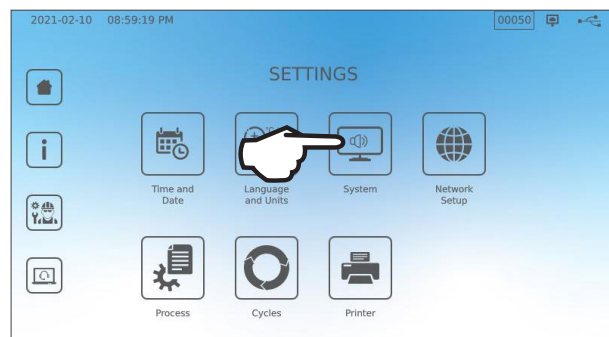 2021-02-10 08:59:19 PM
00050
SETTINGS
i
°C
Time and
Date
Language
and Units
System
Network
Setup
Process
Cycles
Printer